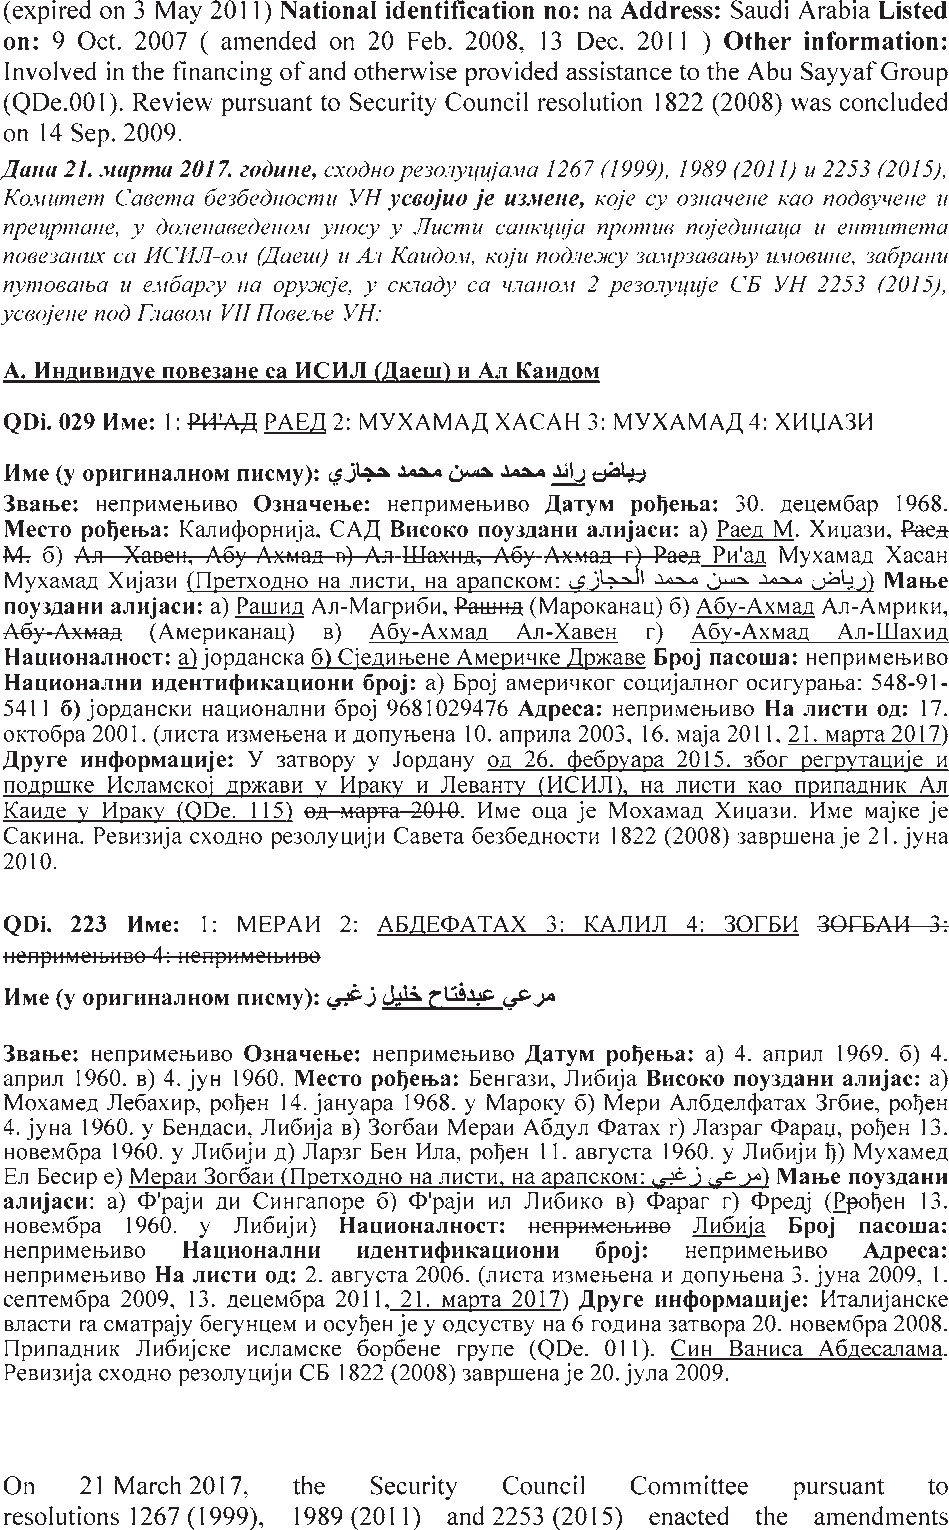 (expired on 3 May 2011) National identification no: na Address: Saudi Arabia Listed
on: 9 Oct. 2007 ( amended on 20 Feb. 2008, 13 Dec. 2011 ) Other information:
Involved in the financing of and otherwise provided assistance to the Abu Sayyaf Group
(QDe.001). Review pursuant to Security Council resolution 1822 (2008) was concluded
on 14 Sep. 2009.
Дана 21. марта 2017. године, сходно резолуцијама 1267 (1999), 1989 (2011) и 2253 (2015),
Комитет Савета безбедности УН усвојио је измене, које су означене као подвучене и
прецртане, у доленаведеном уносу у Листи санкција против појединаца и ентитета
повезаних са ИСИЛ-ом (Даеш) и Ал Каидом, који подлежу замрзавању имовине, забрани
путовања и ембаргу на оружје, у складу са чланом 2 резолуције СБ УН 2253 (2015),
усвојене под Главом VII Повеље УН:
А. Индивидуе повезане са ИСИЛ (Даеш) и Ал Каидом
QDi. 029 Име: 1: РИ'АД РАЕД 2: МУХАМАД ХАСАН 3: МУХАМАД 4: ХИЏАЗИ
Име (у оригиналном писму): رياض رائد محمد حسن محمد حجازي
Звање: непримењиво Означење: непримењиво Датум рођења: 30. децембар 1968.
Место рођења: Калифорнија, САД Високо поуздани алијаси: а) Раед М. Хиџази, Раед
М. б) Ал- Хавен, Абу-Ахмад в) Ал-Шахид, Абу-Ахмад г) Раед Ри'ад Мухамад Хасан
Мухамад Хијази (Претходно на листи, на арапском: رياض محمد حسن محمد الحجازي) Мање
поуздани алијаси: а) Рашид Ал-Магриби, Рашид (Мароканац) б) Абу-Ахмад Ал-Амрики,
Абу-Ахмад (Американац) в) Абу-Ахмад Ал-Хавен г) Абу-Ахмад Ал-Шахид
Националност: а) јорданска б) Сједињене Америчке Државе Број пасоша: непримењиво
Национални идентификациони број: а) Број америчког социјалног осигурања: 548-91-
5411 б) јордански национални број 9681029476 Адреса: непримењиво На листи од: 17.
октобра 2001. (листа измењена и допуњена 10. априла 2003, 16. маја 2011, 21. марта 2017)
Друге информације: У затвору у Јордану од 26. фебруара 2015. због регрутације и
подршке Исламској држави у Ираку и Леванту (ИСИЛ), на листи као припадник Ал
Каиде у Ираку (QDe. 115) од марта 2010. Име оца је Мохамад Хиџази. Име мајке је
Сакина. Ревизија сходно резолуцији Савета безбедности 1822 (2008) завршена је 21. јуна
2010.
QDi. 223 Име: 1: МЕРАИ 2: АБДЕФАТАХ 3: КАЛИЛ 4: ЗОГБИ ЗОГБАИ 3:
непримењиво 4: непримењиво
Име (у оригиналном писму): مرعي عبدفتاح خليل زغبي
Звање: непримењиво Означење: непримењиво Датум рођења: а) 4. април 1969. б) 4.
април 1960. в) 4. јун 1960. Место рођења: Бенгази, Либија Високо поуздани алијас: а)
Мохамед Лебахир, рођен 14. јануара 1968. у Мароку б) Мери Албделфатах Згбие, рођен
4. јуна 1960. у Бендаси, Либија в) Зогбаи Мераи Абдул Фатах г) Лазраг Фараџ, рођен 13.
новембра 1960. у Либији д) Ларзг Бен Ила, рођен 11. августа 1960. у Либији ђ) Мухамед
Ел Бесир е) Мераи Зогбаи (Претходно на листи, на арапском: مرعي زغبي) Мање поуздани
алијаси: а) Ф'раји ди Сингапоре б) Ф'раји ил Либико в) Фараг г) Фредј (Ррођен 13.
новембра 1960. у Либији) Националност: непримењиво Либија Број пасоша:
непримењиво Национални идентификациони број: непримењиво Адреса:
непримењиво На листи од: 2. августа 2006. (листа измењена и допуњена 3. јуна 2009, 1.
септембра 2009, 13. децембра 2011, 21. марта 2017) Друге информације: Италијанске
власти га сматрају бегунцем и осуђен је у одсуству на 6 година затвора 20. новембра 2008.
Припадник Либијске исламске борбене групе (QDe. 011). Син Ваниса Абдесалама.
Ревизија сходно резолуцији СБ 1822 (2008) завршена је 20. јула 2009.
On 21 March 2017, the Security Council Committee pursuant to
resolutions 1267 (1999), 1989 (2011) and 2253 (2015) enacted the amendments